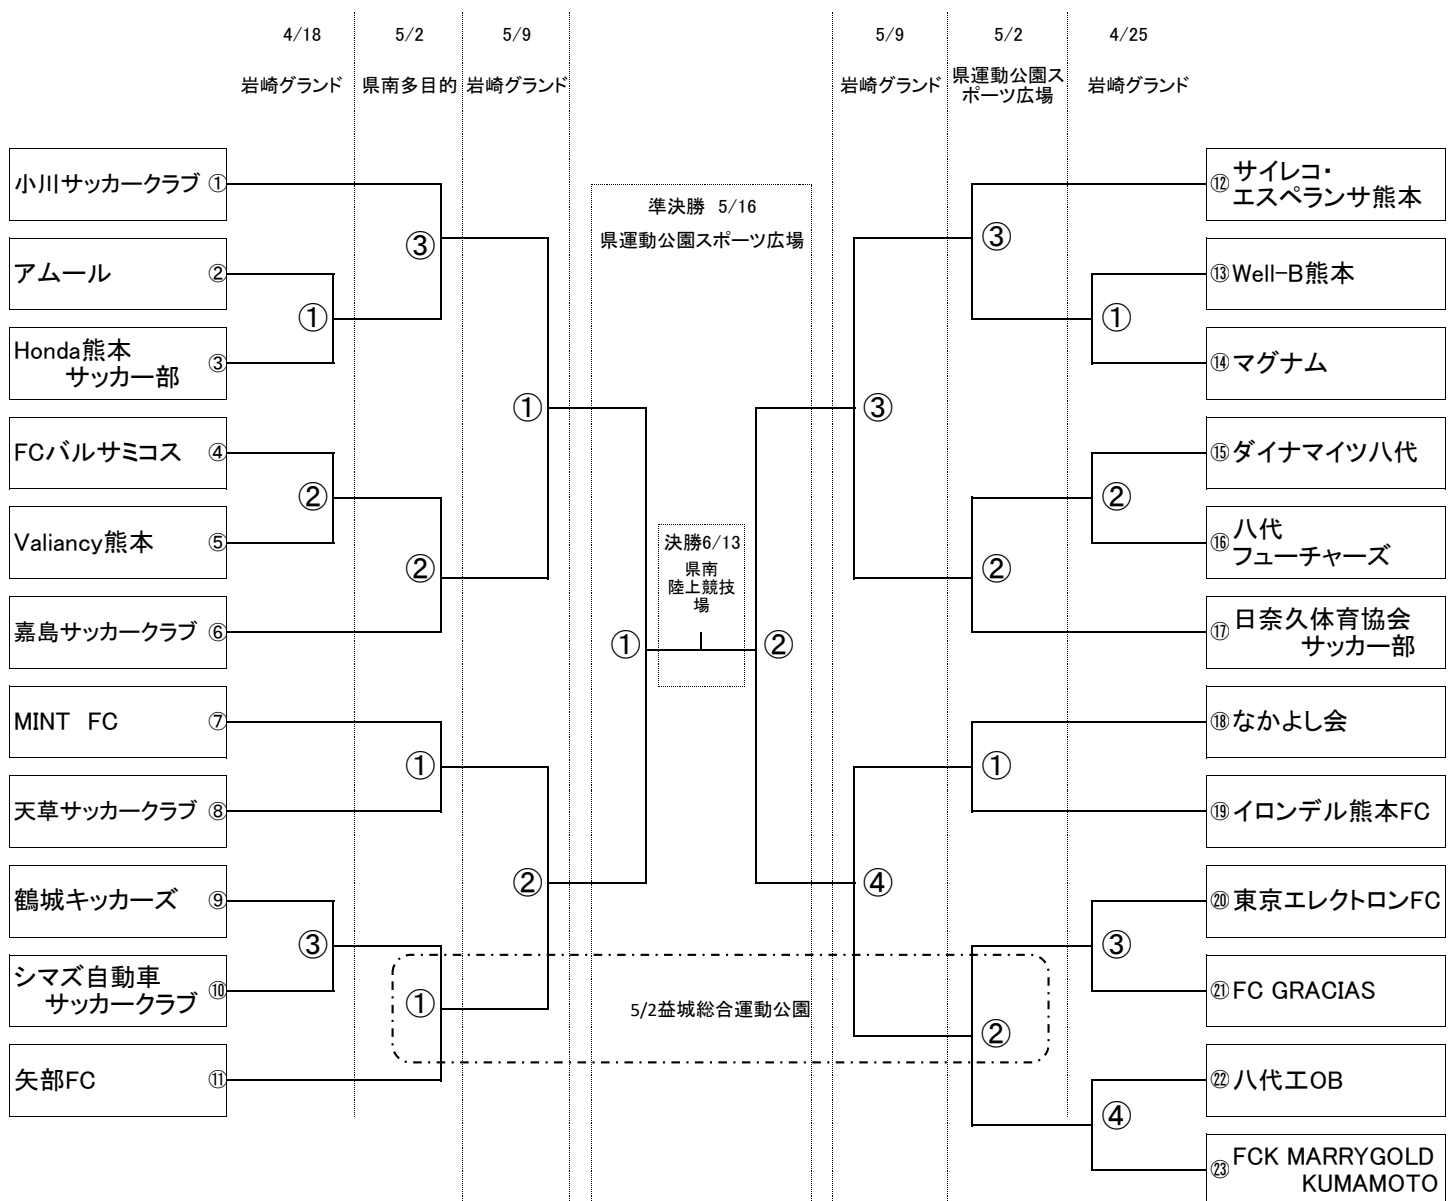 4/18 5/2 5/9 5/9 5/2 4/25
岩崎グランド 県南多目的 岩崎グランド 岩崎グランド 県運動公園ス
ポーツ広場 岩崎グランド
小川サッカークラブ ①
アムール ②
Honda熊本
サッカー部 ③
FCバルサミコス ④
Valiancy熊本 ⑤
嘉島サッカークラブ ⑥
MINT FC ⑦
天草サッカークラブ ⑧
鶴城キッカーズ ⑨
シマズ自動車
サッカークラブ ⑩
矢部FC ⑪
①
②
③
③
②
①
①
①
②
準決勝 5/16
県運動公園スポーツ広場
決勝6/13
県南
陸上競技
場
①
②
5/2益城総合運動公園
③
④
③
②
①
②
①
②
③
④
⑫ サイレコ・
エスペランサ熊本
⑬ Well-B熊本
⑭ マグナム
⑮ ダイナマイツ八代
⑯ 八代
フューチャーズ
⑰ 日奈久体育協会
サッカー部
⑱ なかよし会
⑲ イロンデル熊本FC
⑳ 東京エレクトロンFC
㉑ FC GRACIAS
㉒ 八代工OB
㉓ FCK MARRYGOLD
KUMAMOTO